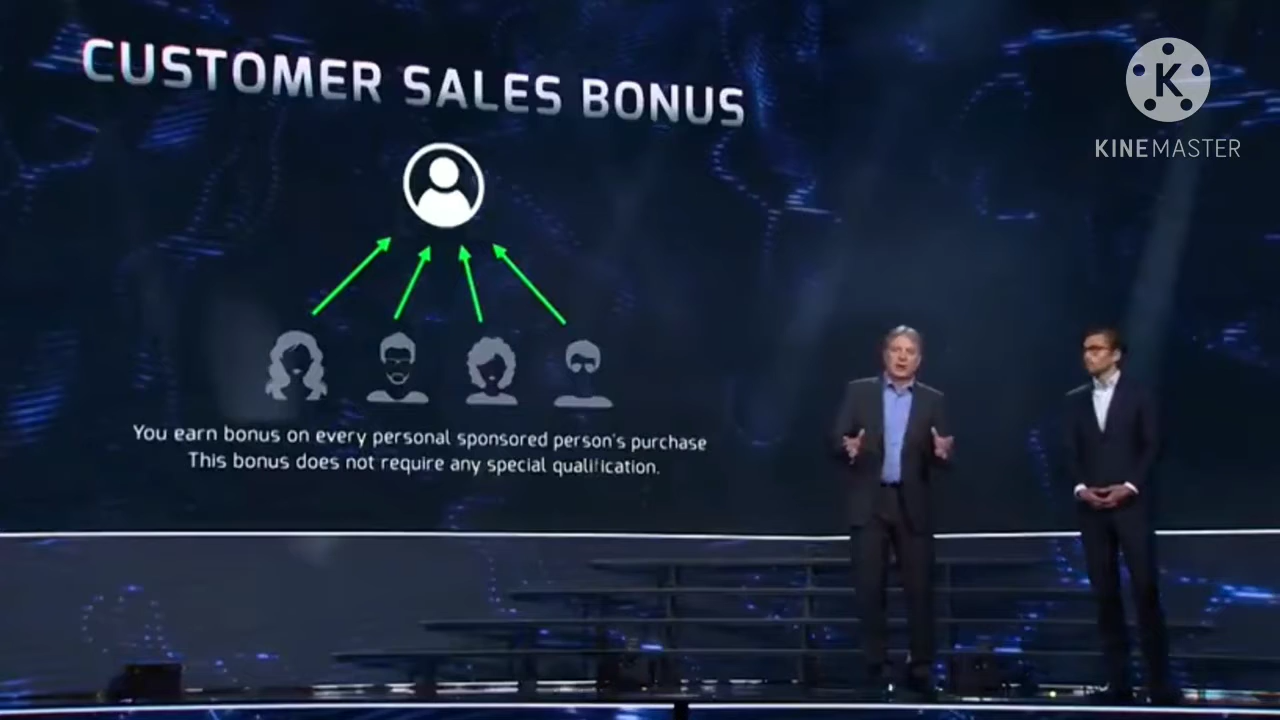 CUSTOMER SALES BONUS
K
KINEMASTER
You earn bonus on every personal sponsored person's purchase
This bonus does not require any special qualification.